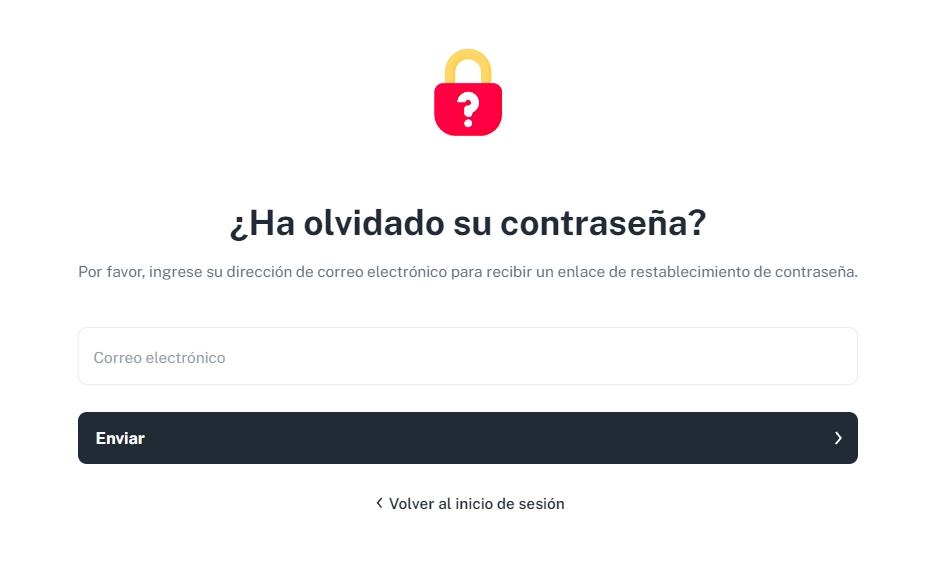 ¿Ha olvidado su contraseña?
Por favor, ingrese su dirección de correo electrónico para recibir un enlace de restablecimiento de contraseña.
Correo electrónico
Enviar
Volver al inicio de sesión